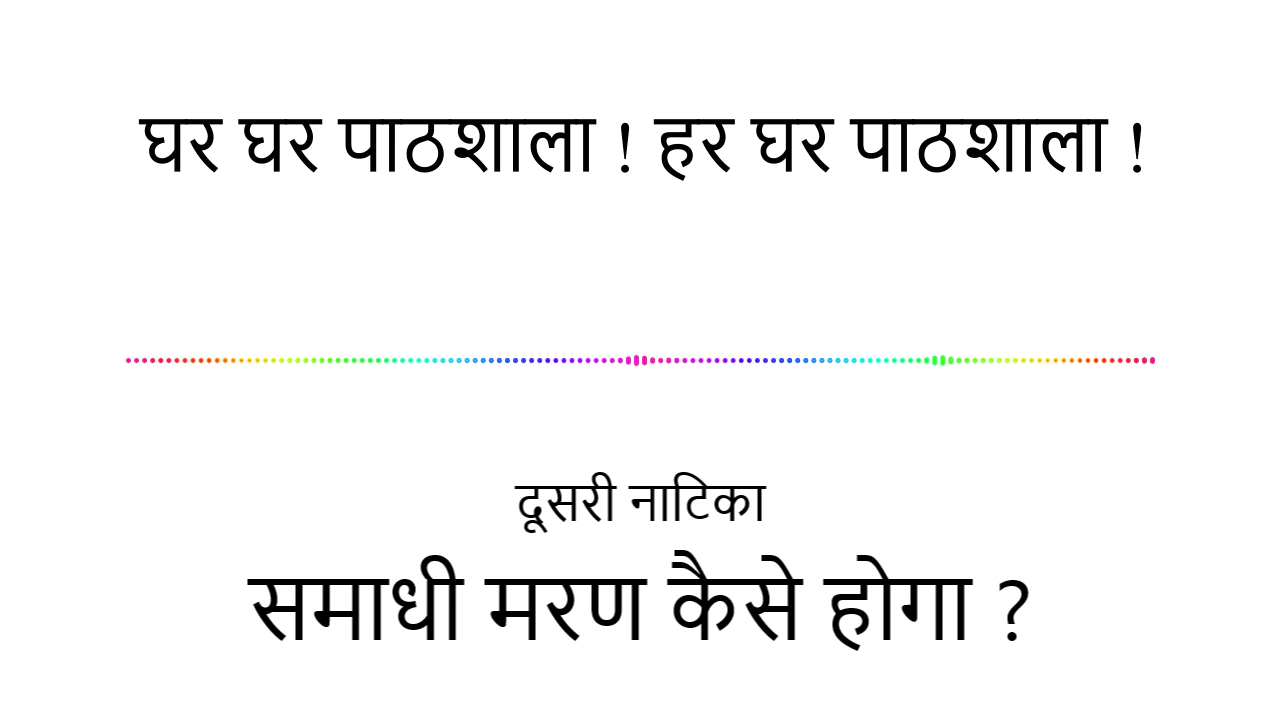 घर घर पाठशाला ! हर घर पाठशाला !
दूसरी नाटिका
समाधी मरण कैसे होगा ?